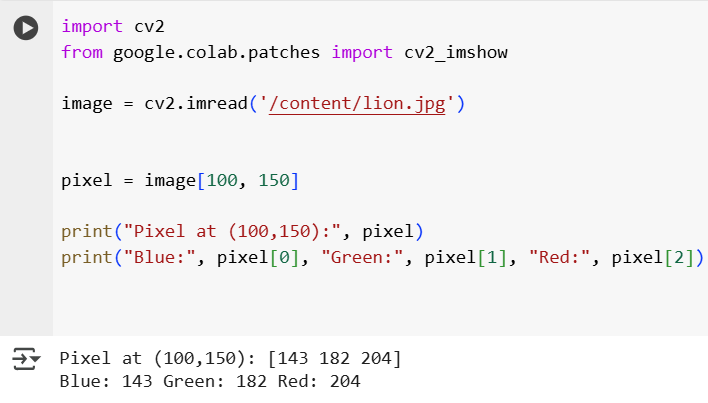 import cv2
from google.colab.patches import cv2_imshow
image = cv2.imread('/content/lion.jpg')
pixel = image[100, 150]
print("Pixel at (100,150):", pixel)
print("Blue:", pixel[0], "Green:", pixel[1], "Red:", pixel[2])
Pixel at (100,150): [143 182 204]
Blue: 143 Green: 182 Red: 204